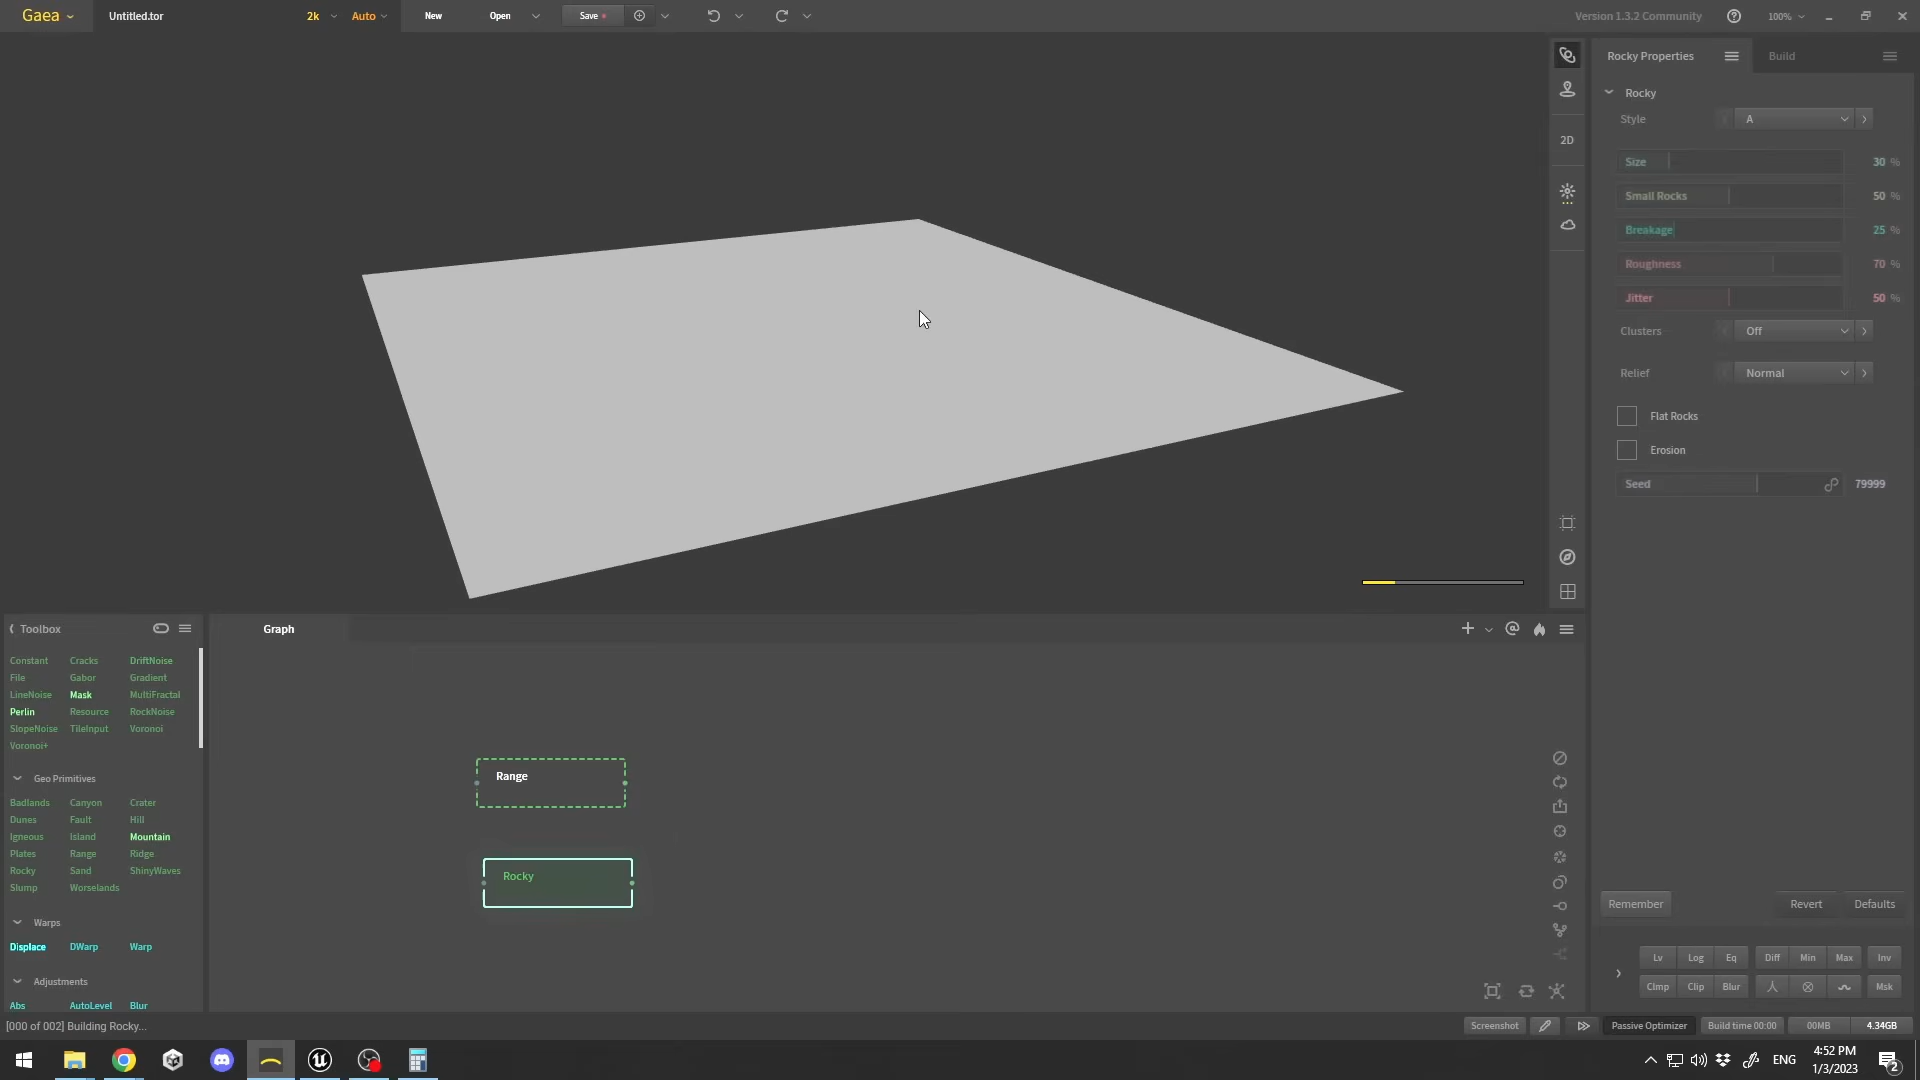 Gaea
Untitled.tor
2k
Auto
New
Open
Save
Version 1.3.2 Community
100%
Rocky Properties
Build
Rocky
Style
A
Size
30 %
Small Rocks
50 %
Breakage
25 %
Roughness
70 %
Jitter
50 %
Clusters
Off
Relief
Normal
Flat Rocks
Erosion
Seed
79999
2D
Toolbox
Graph
Constant Cracks DriftNoise
File Gabor Gradient
LineNoise Mask MultiFractal
Perlin Resource RockNoise
SlopeNoise TileInput Voronoi
Voronoi+
Geo Primitives
Badlands Canyon Crater
Dunes Fault Hill
Igneous Island Mountain
Plates Range Ridge
Rocky Sand ShinyWaves
Slump Worselands
Warps
Displace DWarp Warp
Adjustments
Abs AutoLevel Blur
Range
Rocky
Remember
Revert
Defaults
Lv Log Eq Diff Min Max Inv
Clmp Clip Blur Msk
[000 of 002] Building Rocky...
Screenshot
Passive Optimizer
Build time 00:00
00MB
4.34GB
ENG
4:52 PM
1/3/2023
2